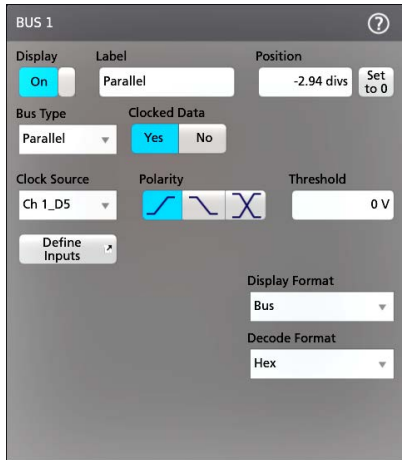 BUS 1
?
Display Label Position
On Parallel -2.94 divs Set to 0
Bus Type Clocked Data
Parallel Yes No
Clock Source Polarity Threshold
Ch 1_D5 0 V
Define
Inputs
Display Format
Bus
Decode Format
Hex